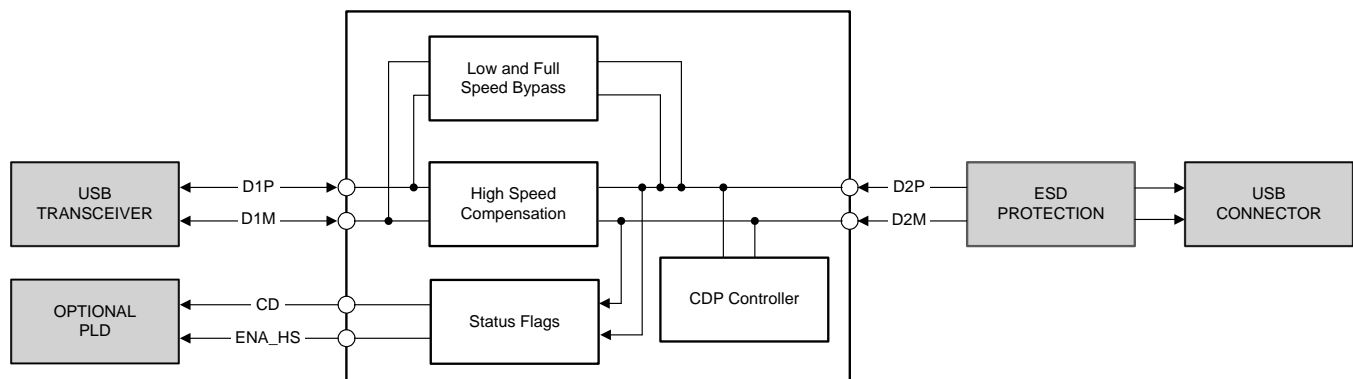 Low and Full
Speed Bypass
USB
TRANSCEIVER
D1P
D1M
High Speed
Compensation
D2P
D2M
ESD
PROTECTION
USB
CONNECTOR
OPTIONAL
PLD
CD
ENA_HS
Status Flags
CDP Controller